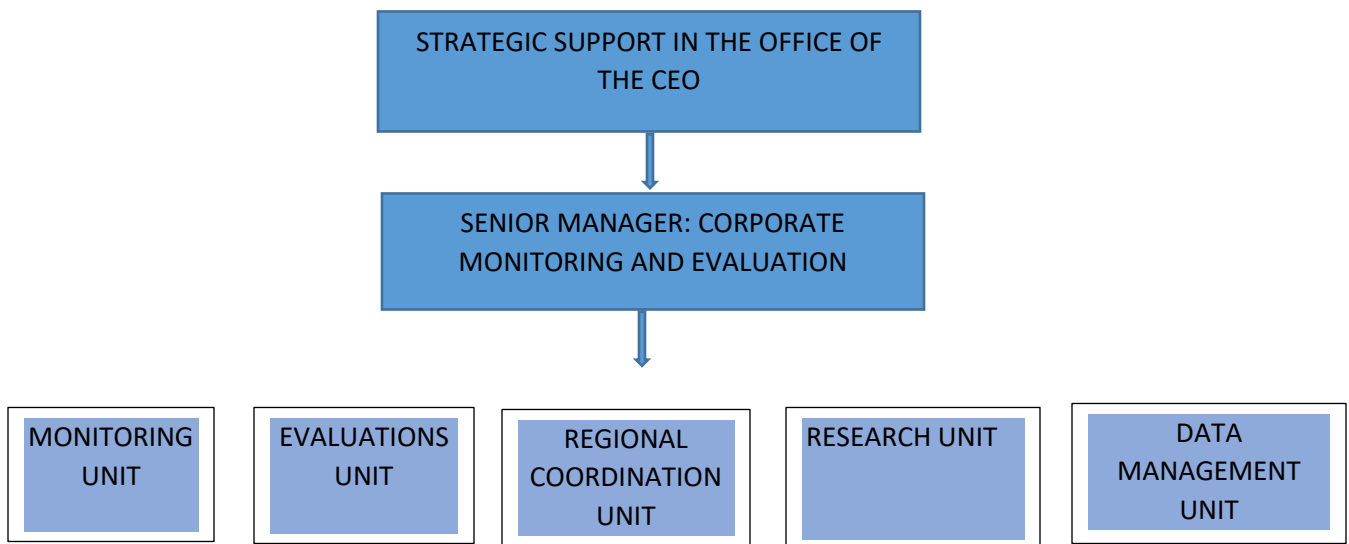 STRATEGIC SUPPORT IN THE OFFICE OF
THE CEO
SENIOR MANAGER: CORPORATE
MONITORING AND EVALUATION
MONITORING
UNIT
EVALUATIONS
UNIT
REGIONAL
COORDINATION
UNIT
RESEARCH UNIT
DATA
MANAGEMENT
UNIT